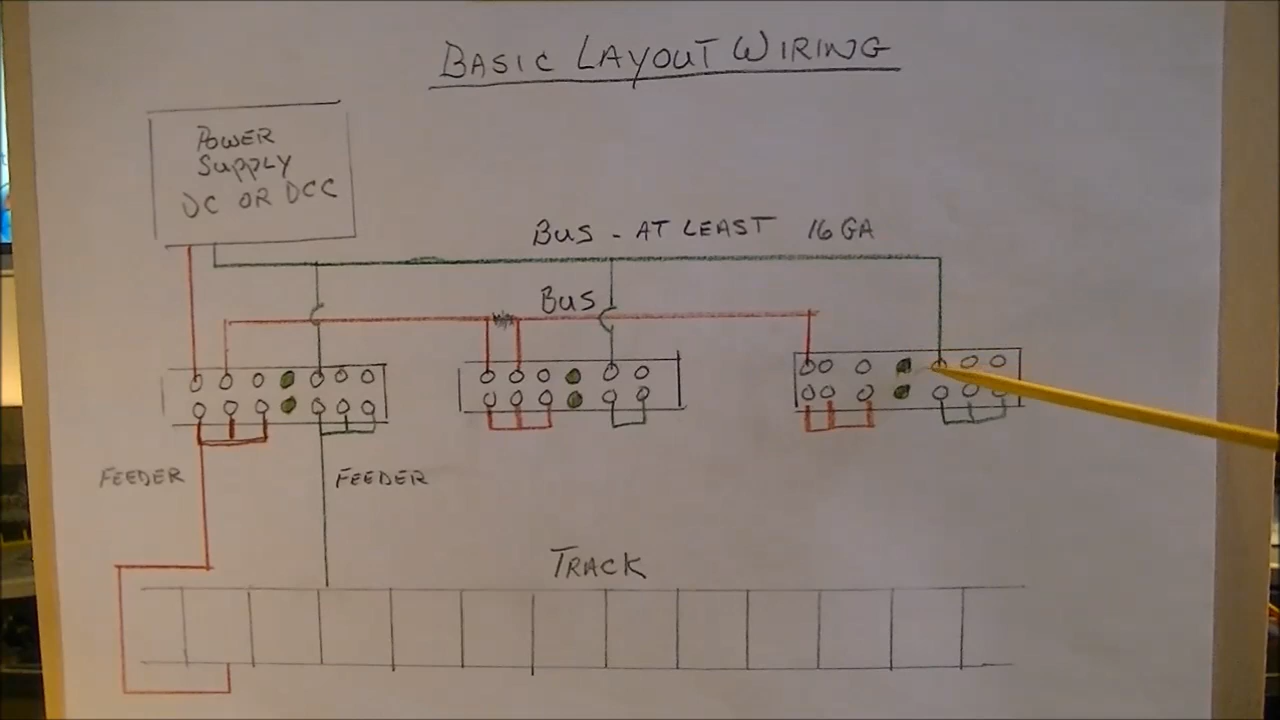 BASIC LAYOUT WIRING
POWER
SUPPLY
DC OR DCC
BUS - AT LEAST 16 GA
BUS
FEEDER
FEEDER
TRACK